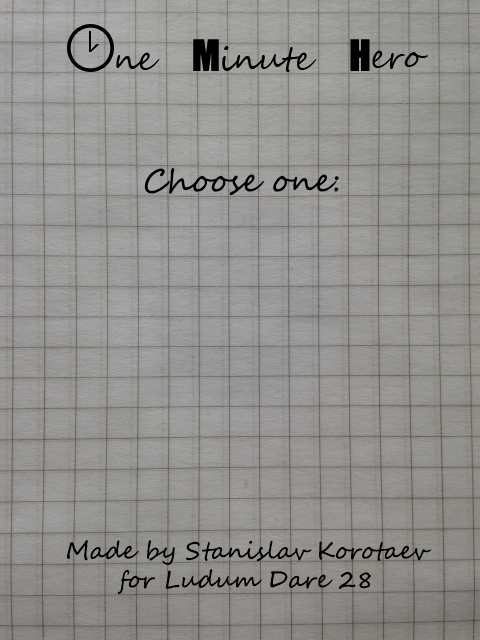 One Minute Hero
Choose one:
Made by Stanislav Korotaev
for Ludum Dare 28